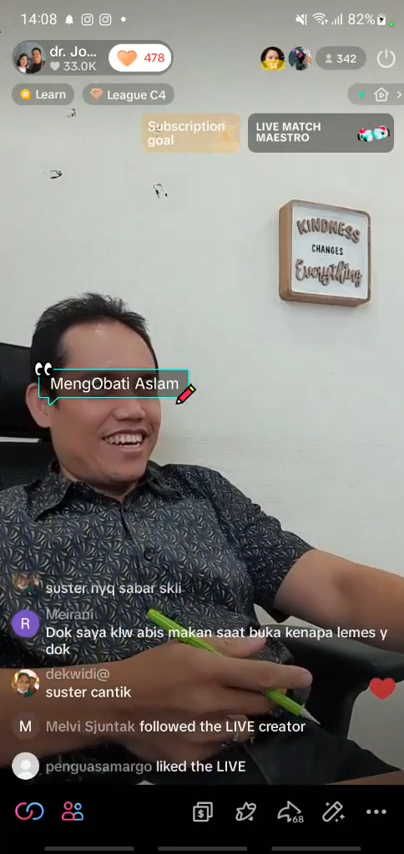 14:08
82%
dr. Jo...
33.0K
478
342
Learn
League C4
Subscription
goal
LIVE MATCH
MAESTRO
KINDNESS
CHANGES
Everything
MengObati Aslam
suster nyq sabar skli
R
Meirani
Dok saya klw abis makan saat buka kenapa lemes y
dok
dekwidi@
suster cantik
M
Melvi Sjuntak followed the LIVE creator
penguasamargo liked the LIVE
68